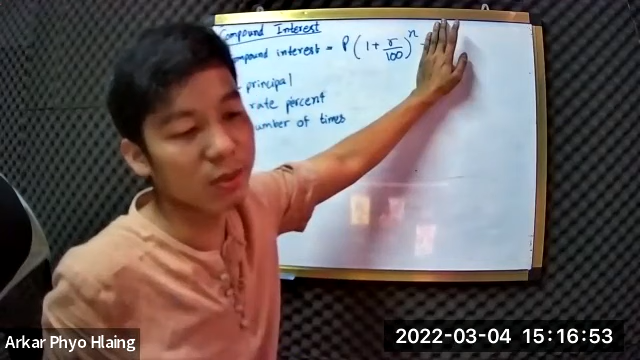 Compound Interest
ompound interest = P(1 + r/100)^n -
principal
rate percent
umber of times
Arkar Phyo Hlaing
2022-03-04 15:16:53